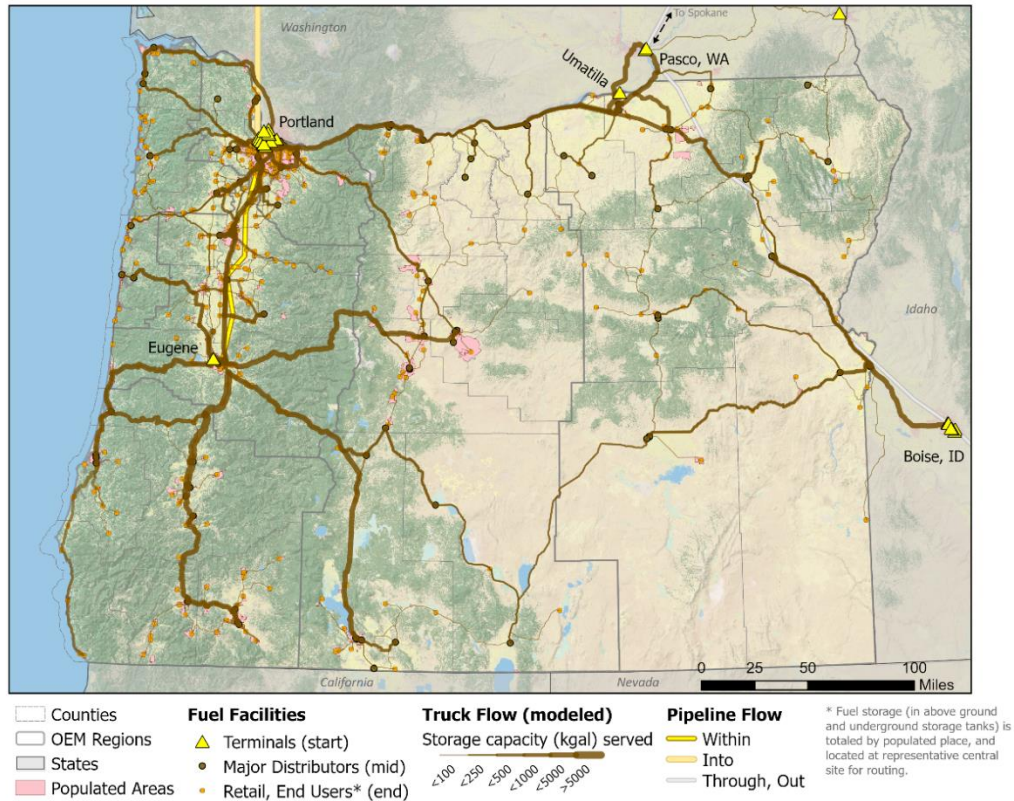 Washington
To Spokane
Pasco, WA
Umatilla
Portland
Idaho
Eugene
Boise, ID
0 25 50 100
Miles
California
Nevada
Counties
OEM Regions
States
Populated Areas
Fuel Facilities
Terminals (start)
Major Distributors (mid)
Retail, End Users* (end)
Truck Flow (modeled)
Storage capacity (kgal) served
<100 <250 <500 <1000 <5000 >5000
Pipeline Flow
Within
Into
Through, Out
* Fuel storage (in above ground
and underground storage tanks) is
totaled by populated place, and
located at representative central
site for routing.